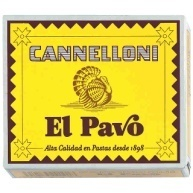 CANNELLONI
El Pavo
Alta Calidad en Pastas desde 1898